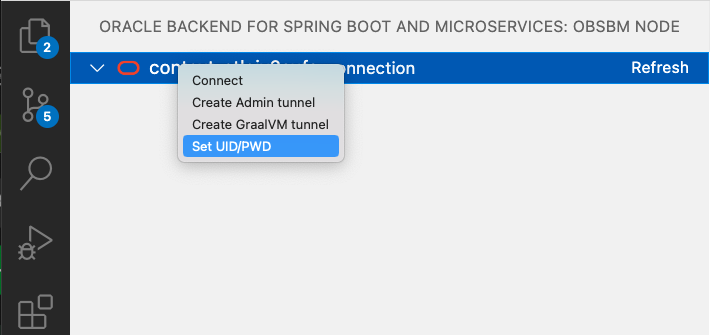 ORACLE BACKEND FOR SPRING BOOT AND MICROSERVICES: OBSBM NODE
2
connection Refresh
Connect
5
Create Admin tunnel
Create GraalVM tunnel
Set UID/PWD